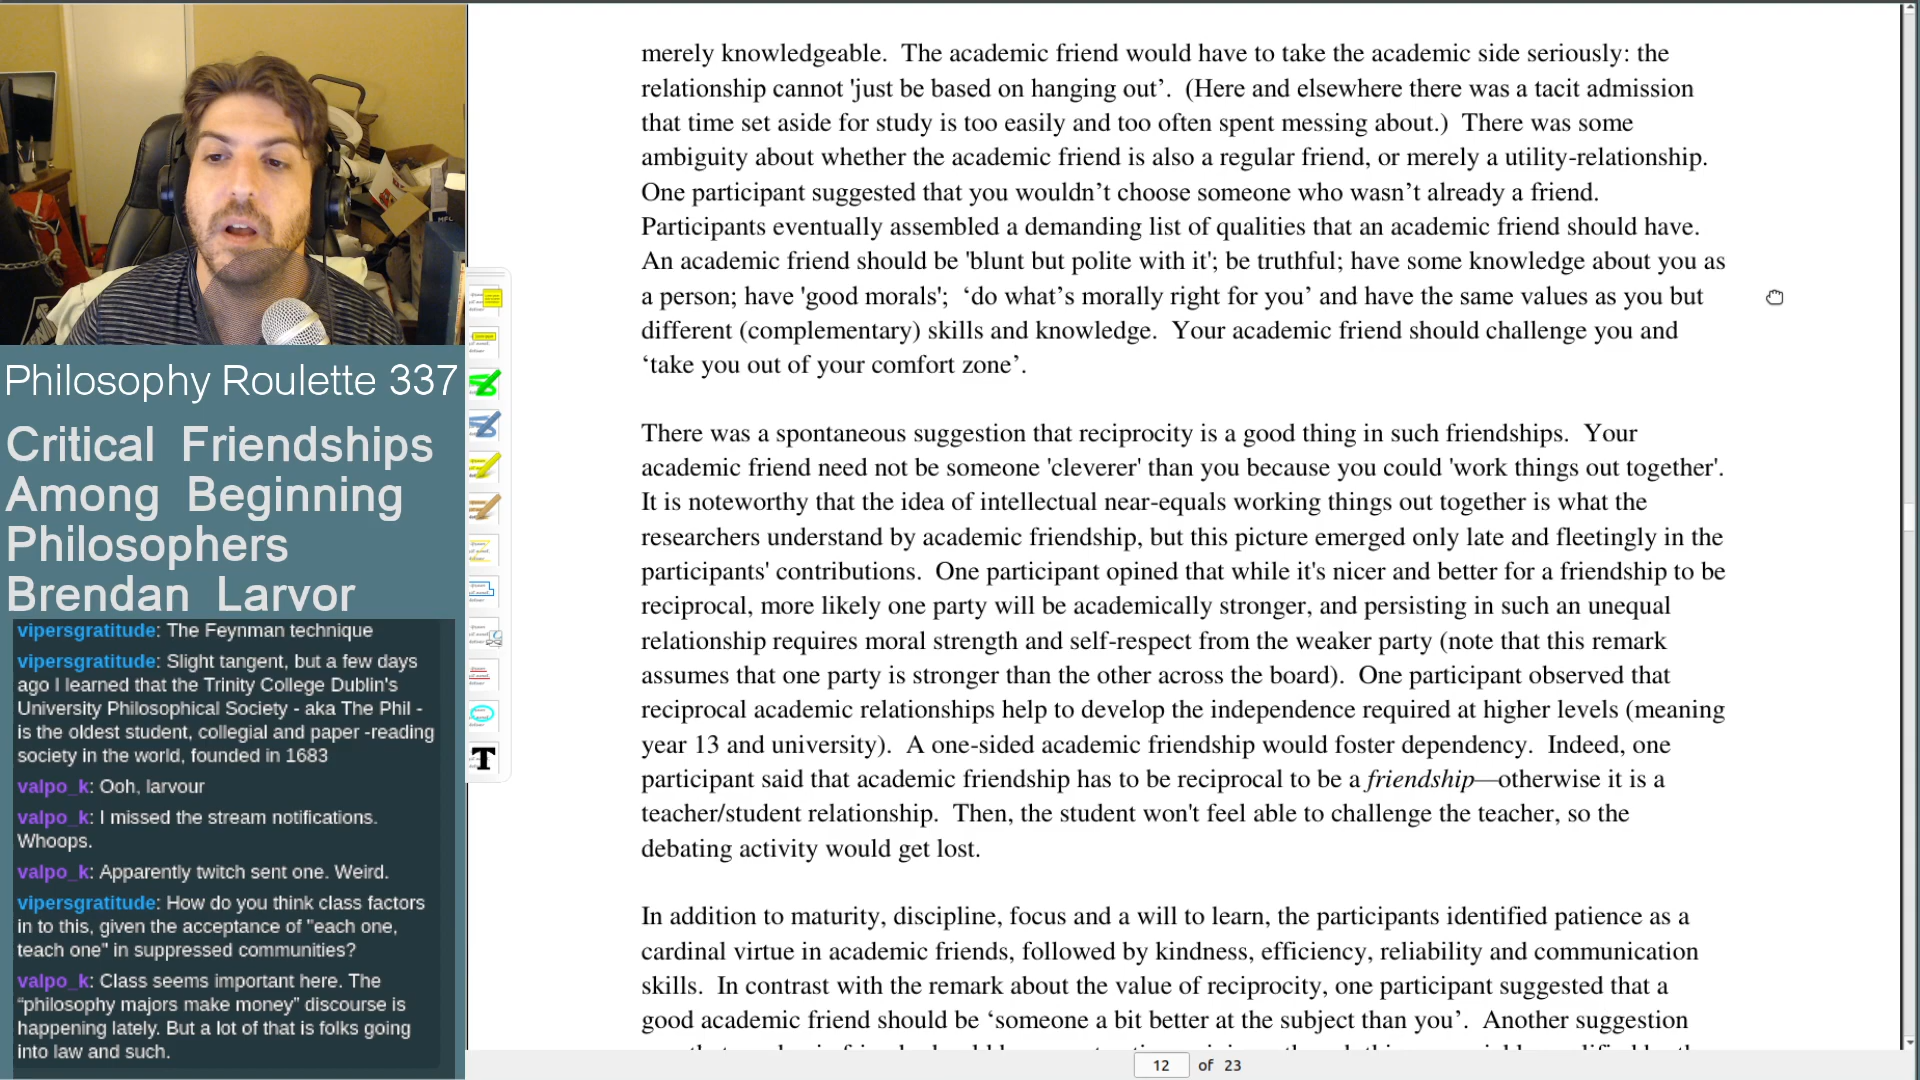 merely knowledgeable.  The academic friend would have to take the academic side seriously: the
relationship cannot 'just be based on hanging out’.  (Here and elsewhere there was a tacit admission
that time set aside for study is too easily and too often spent messing about.)  There was some
ambiguity about whether the academic friend is also a regular friend, or merely a utility-relationship.
One participant suggested that you wouldn’t choose someone who wasn’t already a friend.
Participants eventually assembled a demanding list of qualities that an academic friend should have.
An academic friend should be 'blunt but polite with it'; be truthful; have some knowledge about you as
a person; have 'good morals';  ‘do what’s morally right for you’ and have the same values as you but
different (complementary) skills and knowledge.  Your academic friend should challenge you and
‘take you out of your comfort zone’.
There was a spontaneous suggestion that reciprocity is a good thing in such friendships.  Your
academic friend need not be someone 'cleverer' than you because you could 'work things out together'.
It is noteworthy that the idea of intellectual near-equals working things out together is what the
researchers understand by academic friendship, but this picture emerged only late and fleetingly in the
participants' contributions.  One participant opined that while it's nicer and better for a friendship to be
reciprocal, more likely one party will be academically stronger, and persisting in such an unequal
relationship requires moral strength and self-respect from the weaker party (note that this remark
assumes that one party is stronger than the other across the board).  One participant observed that
reciprocal academic relationships help to develop the independence required at higher levels (meaning
year 13 and university).  A one-sided academic friendship would foster dependency.  Indeed, one
participant said that academic friendship has to be reciprocal to be a friendship—otherwise it is a
teacher/student relationship.  Then, the student won't feel able to challenge the teacher, so the
debating activity would get lost.
In addition to maturity, discipline, focus and a will to learn, the participants identified patience as a
cardinal virtue in academic friends, followed by kindness, efficiency, reliability and communication
skills.  In contrast with the remark about the value of reciprocity, one participant suggested that a
good academic friend should be ‘someone a bit better at the subject than you’.  Another suggestion
12 of 23
Philosophy Roulette 337
Critical Friendships
Among Beginning
Philosophers
Brendan Larvor
vipersgratitude: The Feynman technique
vipersgratitude: Slight tangent, but a few days
ago I learned that the Trinity College Dublin's
University Philosophical Society - aka The Phil -
is the oldest student, collegial and paper -reading
society in the world, founded in 1683
valpo_k: Ooh, larvour
valpo_k: I missed the stream notifications.
Whoops.
valpo_k: Apparently twitch sent one. Weird.
vipersgratitude: How do you think class factors
in to this, given the acceptance of "each one,
teach one" in suppressed communities?
valpo_k: Class seems important here. The
“philosophy majors make money” discourse is
happening lately. But a lot of that is folks going
into law and such.
T